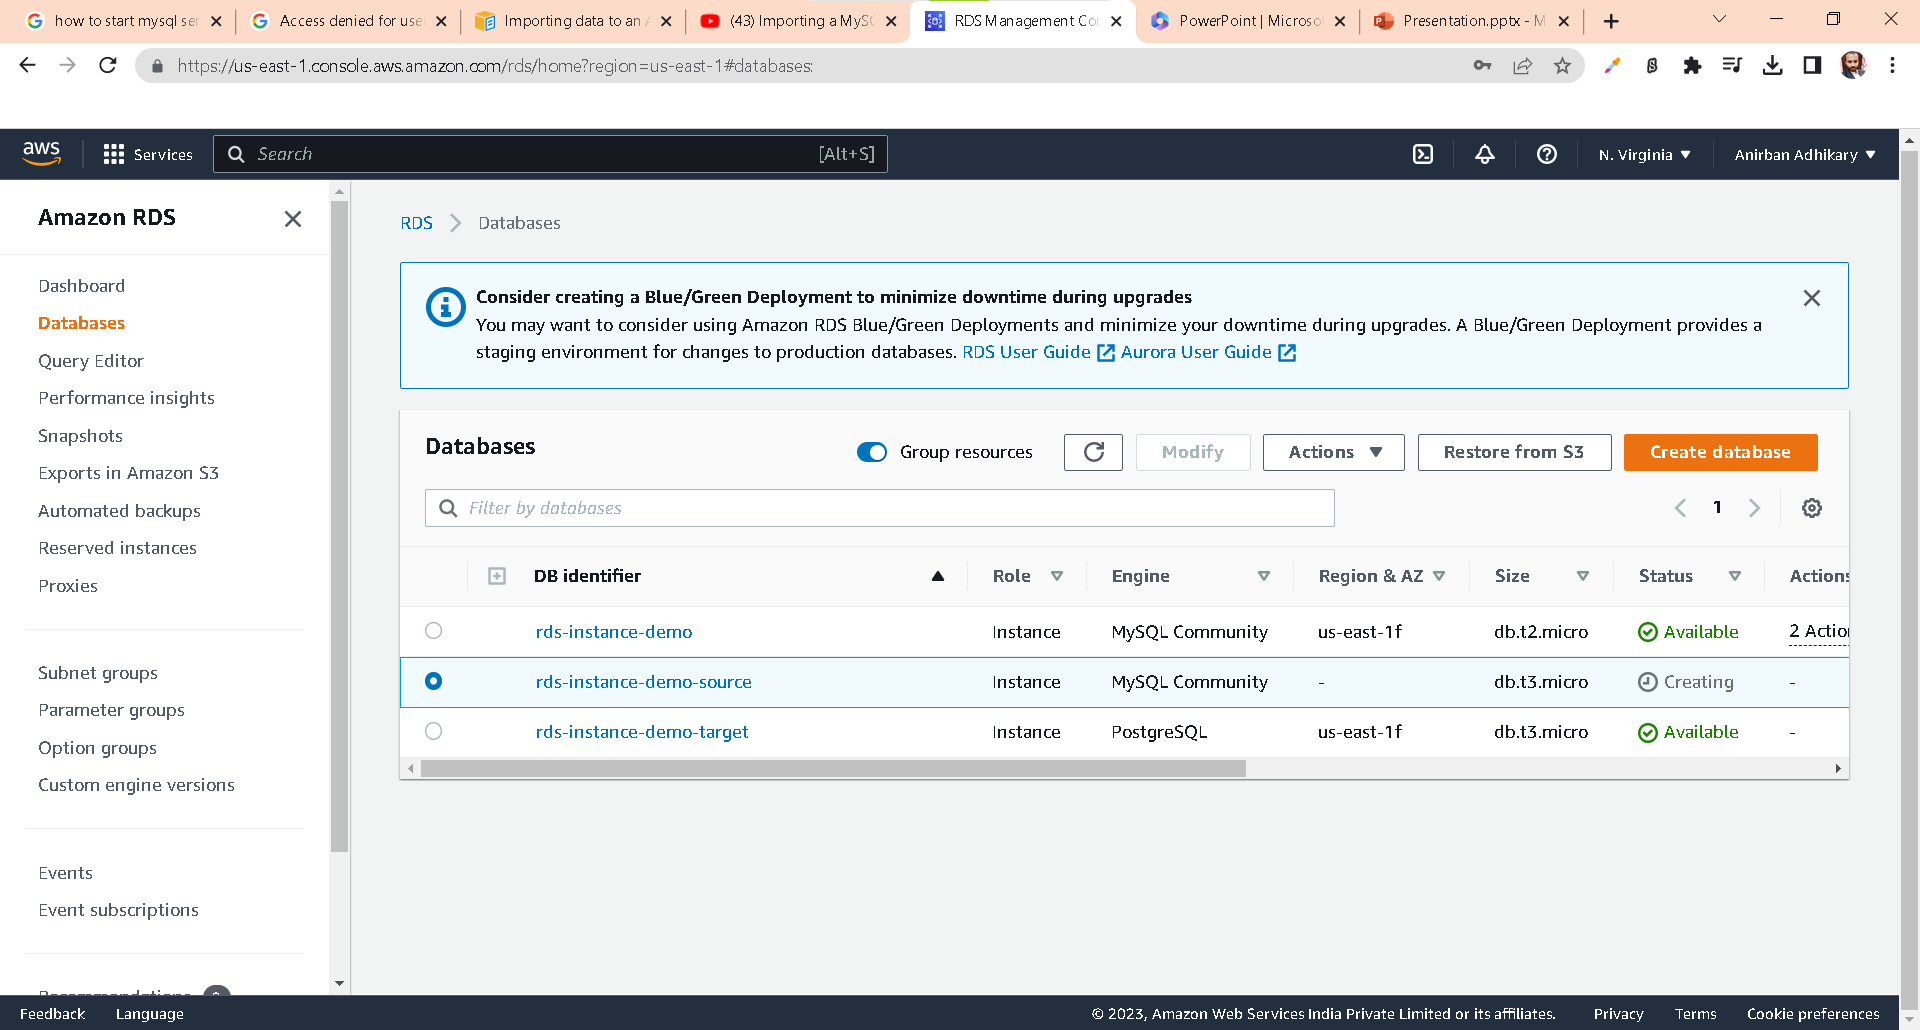 how to start mysql ser
Access denied for use
Importing data to an
(43) Importing a MySQ
RDS Management Co
PowerPoint | Microso
Presentation.pptx - M
https://us-east-1.console.aws.amazon.com/rds/home?region=us-east-1#databases:
aws
Services
Search
[Alt+S]
N. Virginia
Anirban Adhikary
Amazon RDS
Dashboard
Databases
Query Editor
Performance insights
Snapshots
Exports in Amazon S3
Automated backups
Reserved instances
Proxies
Subnet groups
Parameter groups
Option groups
Custom engine versions
Events
Event subscriptions
Recommendations
RDS
Databases
Consider creating a Blue/Green Deployment to minimize downtime during upgrades
You may want to consider using Amazon RDS Blue/Green Deployments and minimize your downtime during upgrades. A Blue/Green Deployment provides a
staging environment for changes to production databases. RDS User Guide Aurora User Guide
Databases
Group resources
Modify
Actions
Restore from S3
Create database
Filter by databases
1
DB identifier Role Engine Region & AZ Size Status Actions
rds-instance-demo Instance MySQL Community us-east-1f db.t2.micro Available 2 Actio
rds-instance-demo-source Instance MySQL Community - db.t3.micro Creating -
rds-instance-demo-target Instance PostgreSQL us-east-1f db.t3.micro Available -
Feedback Language © 2023, Amazon Web Services India Private Limited or its affiliates. Privacy Terms Cookie preferences